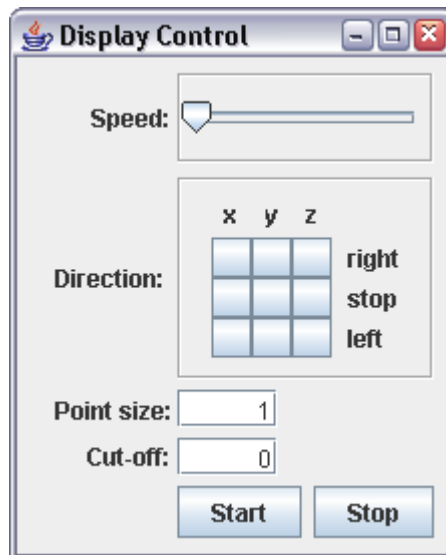 Display Control
Speed:
x y z
right
Direction:
stop
left
Point size: 1
Cut-off: 0
Start Stop